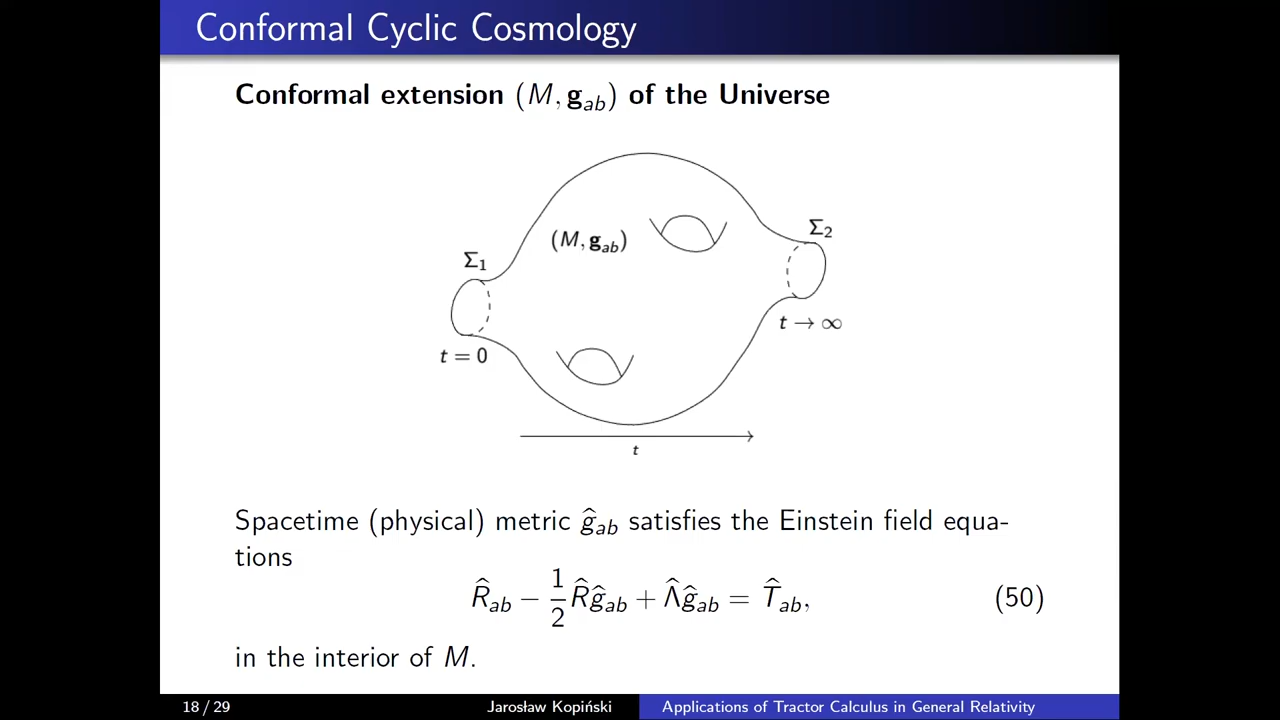 Conformal Cyclic Cosmology
Conformal extension (M, g_ab) of the Universe
(M, g_ab)
Σ₂
Σ₁
t → ∞
t = 0
t
Spacetime (physical) metric ĝ_ab satisfies the Einstein field equa-
tions
R̂_ab − 1/2 R̂ĝ_ab + Λ̂ĝ_ab = T̂_ab, (50)
in the interior of M.
18 / 29 Jarosław Kopiński Applications of Tractor Calculus in General Relativity